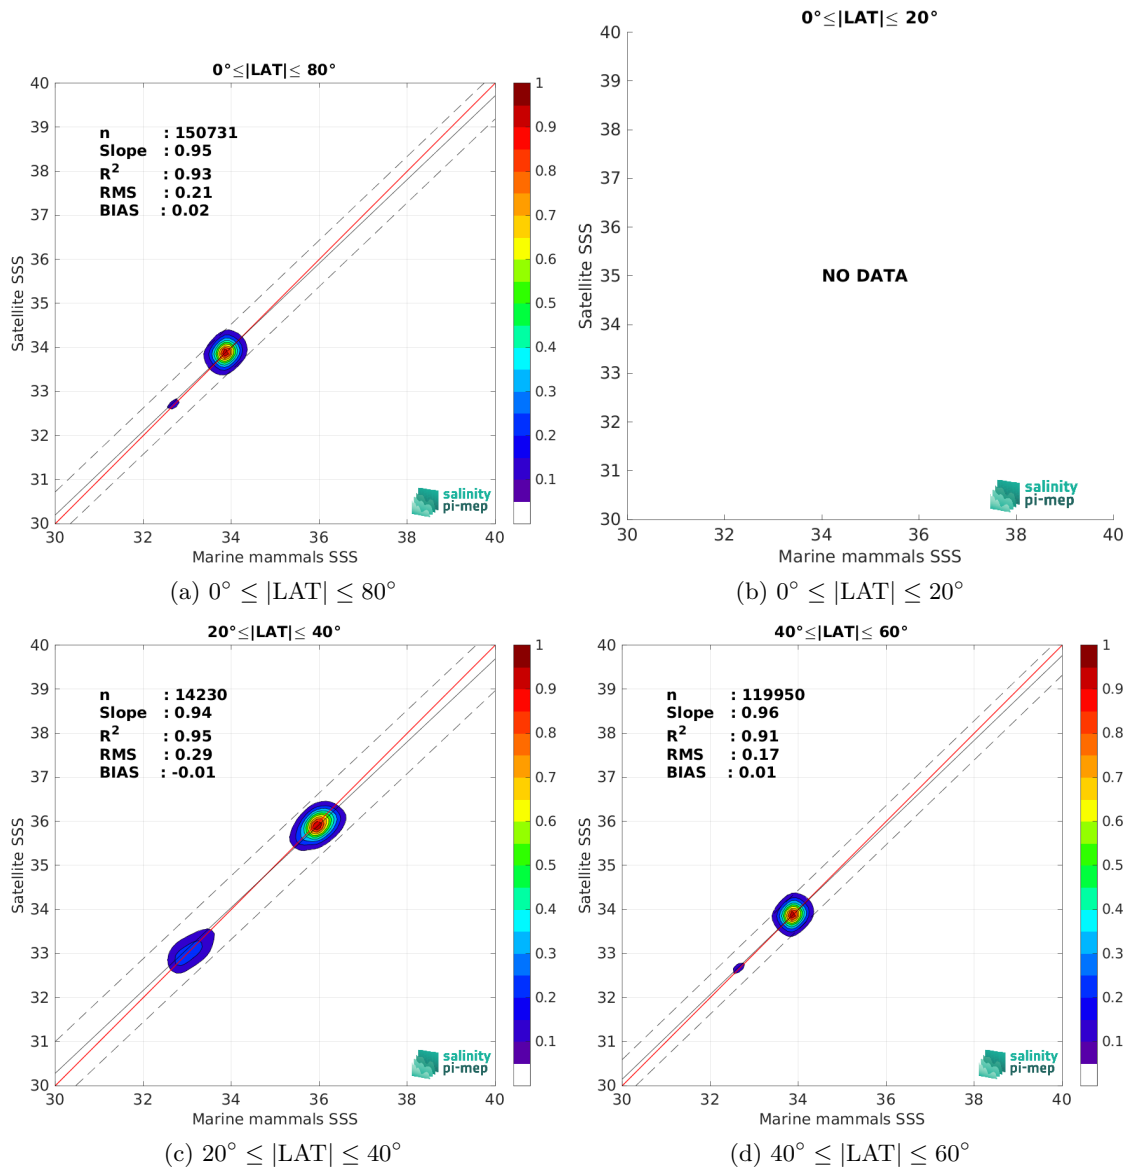 0°≤|LAT|≤ 80°
40
39
38
37
36
35
34
33
32
31
30
n : 150731
Slope : 0.95
R² : 0.93
RMS : 0.21
BIAS : 0.02
Satellite SSS
30 32 34 36 38 40
Marine mammals SSS
salinity
pi-mep
1
0.9
0.8
0.7
0.6
0.5
0.4
0.3
0.2
0.1
(a) 0° ≤ |LAT| ≤ 80°
0°≤|LAT|≤ 20°
40
39
38
37
36
35
34
33
32
31
30
NO DATA
Satellite SSS
30 32 34 36 38 40
Marine mammals SSS
salinity
pi-mep
(b) 0° ≤ |LAT| ≤ 20°
20°≤|LAT|≤ 40°
40
39
38
37
36
35
34
33
32
31
30
n : 14230
Slope : 0.94
R² : 0.95
RMS : 0.29
BIAS : -0.01
Satellite SSS
30 32 34 36 38 40
Marine mammals SSS
salinity
pi-mep
1
0.9
0.8
0.7
0.6
0.5
0.4
0.3
0.2
0.1
(c) 20° ≤ |LAT| ≤ 40°
40°≤|LAT|≤ 60°
40
39
38
37
36
35
34
33
32
31
30
n : 119950
Slope : 0.96
R² : 0.91
RMS : 0.17
BIAS : 0.01
Satellite SSS
30 32 34 36 38 40
Marine mammals SSS
salinity
pi-mep
1
0.9
0.8
0.7
0.6
0.5
0.4
0.3
0.2
0.1
(d) 40° ≤ |LAT| ≤ 60°